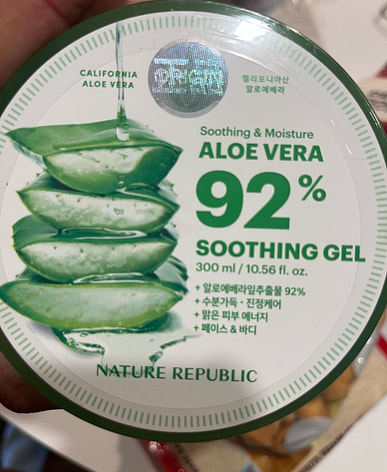 CALIFORNIA
ALOE VERA
正品
ORIGIN
캘리포니아산
알로에베라
Soothing & Moisture
ALOE VERA
92%
SOOTHING GEL
300 ml / 10.56 fl. oz.
+ 알로에베라잎추출물 92%
+ 수분가득・진정케어
+ 맑은 피부 에너지
+ 페이스 & 바디
NATURE REPUBLIC